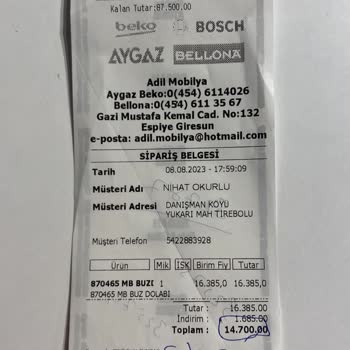 Kalan Tutar:87.500.00
beko BOSCH
AYGAZ BELLONA
Adil Mobilya
Aygaz Beko:0(454) 6114026
Bellona:0(454) 611 35 67
Gazi Mustafa Kemal Cad. No:132
Espiye Giresun
e-posta: adil.mobilya@hotmail.com
SİPARİŞ BELGESİ
Tarih 08.08.2023 - 17:59:09
Müsteri Adı NİHAT OKURLU
Müsteri Adresi DANIŞMAN KÖYÜ
YUKARI MAH TİREBOLU
Müşteri Telefon 5422883928
Ürün Mik İSK Birim Fiy Tutar
870465 MB BUZI 1 16.385,0 16.385,0
870465 MB BUZ DOLABI
Tutar : 16.385.00
İndirim : 1.685.00
Toplam : 14.700.00